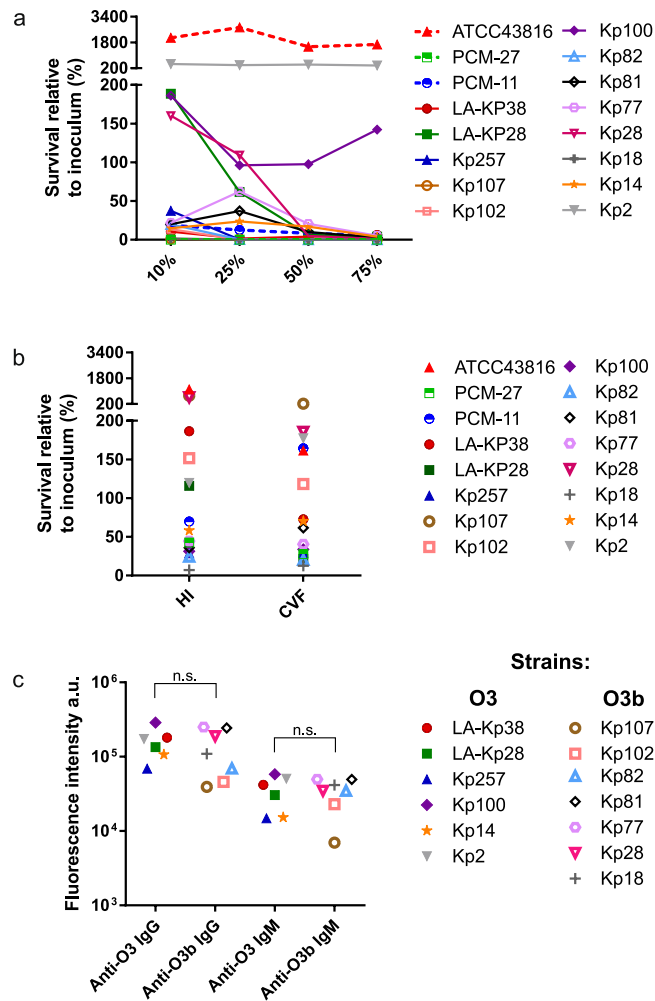 a
Survival relative
to inoculum (%)
3400
1800
200
200
150
100
50
0
10%
25%
50%
75%
ATCC43816
PCM-27
PCM-11
LA-KP38
LA-KP28
Kp257
Kp107
Kp102
Kp100
Kp82
Kp81
Kp77
Kp28
Kp18
Kp14
Kp2
b
Survival relative
to inoculum (%)
3400
1800
200
200
150
100
50
0
HI
CVF
ATCC43816
PCM-27
PCM-11
LA-KP38
LA-KP28
Kp257
Kp107
Kp102
Kp100
Kp82
Kp81
Kp77
Kp28
Kp18
Kp14
Kp2
c
Fluorescence intensity a.u.
10⁶
10⁵
10⁴
10³
n.s.
n.s.
Anti-O3 IgG
Anti-O3b IgG
Anti-O3 IgM
Anti-O3b IgM
Strains:
O3
LA-Kp38
LA-Kp28
Kp257
Kp100
Kp14
Kp2
O3b
Kp107
Kp102
Kp82
Kp81
Kp77
Kp28
Kp18